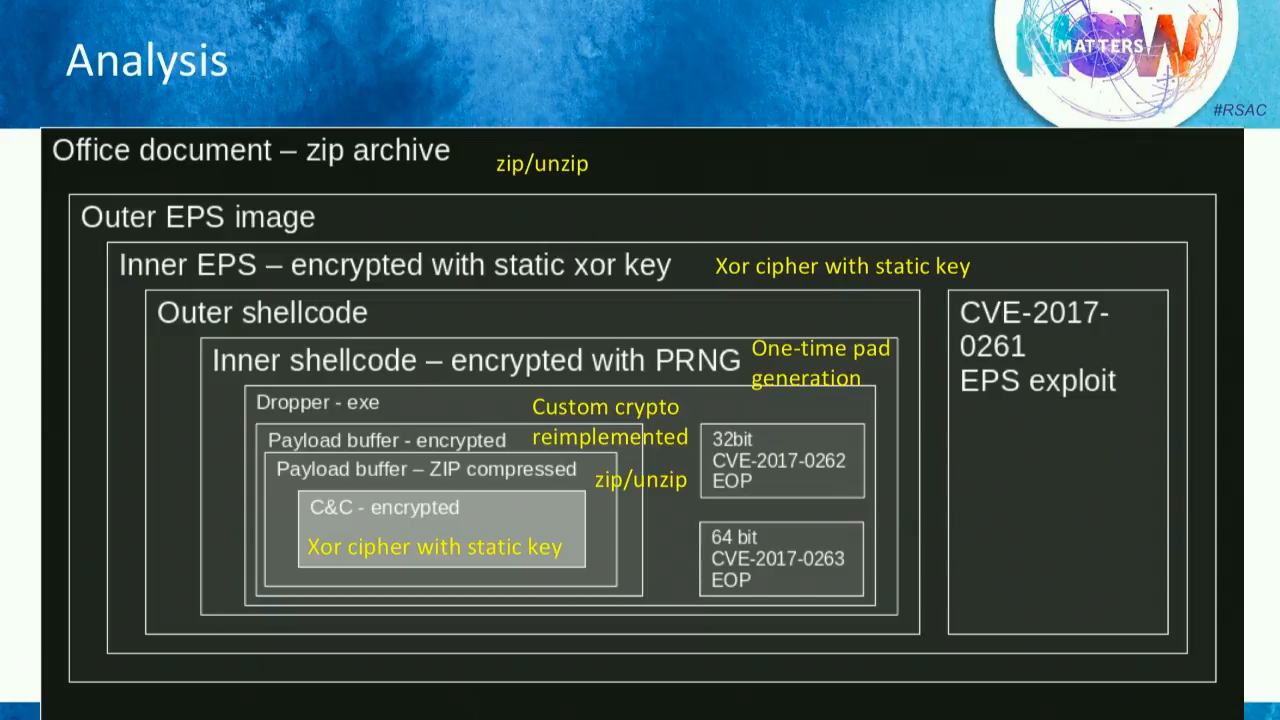 Analysis
NOW
MATTERS
#RSAC
Office document – zip archive
zip/unzip
Outer EPS image
Inner EPS – encrypted with static xor key
Xor cipher with static key
Outer shellcode
CVE-2017-
0261
EPS exploit
Inner shellcode – encrypted with PRNG
One-time pad
generation
Dropper - exe
Custom crypto
reimplemented
Payload buffer - encrypted
Payload buffer – ZIP compressed
zip/unzip
C&C - encrypted
Xor cipher with static key
32bit
CVE-2017-0262
EOP
64 bit
CVE-2017-0263
EOP